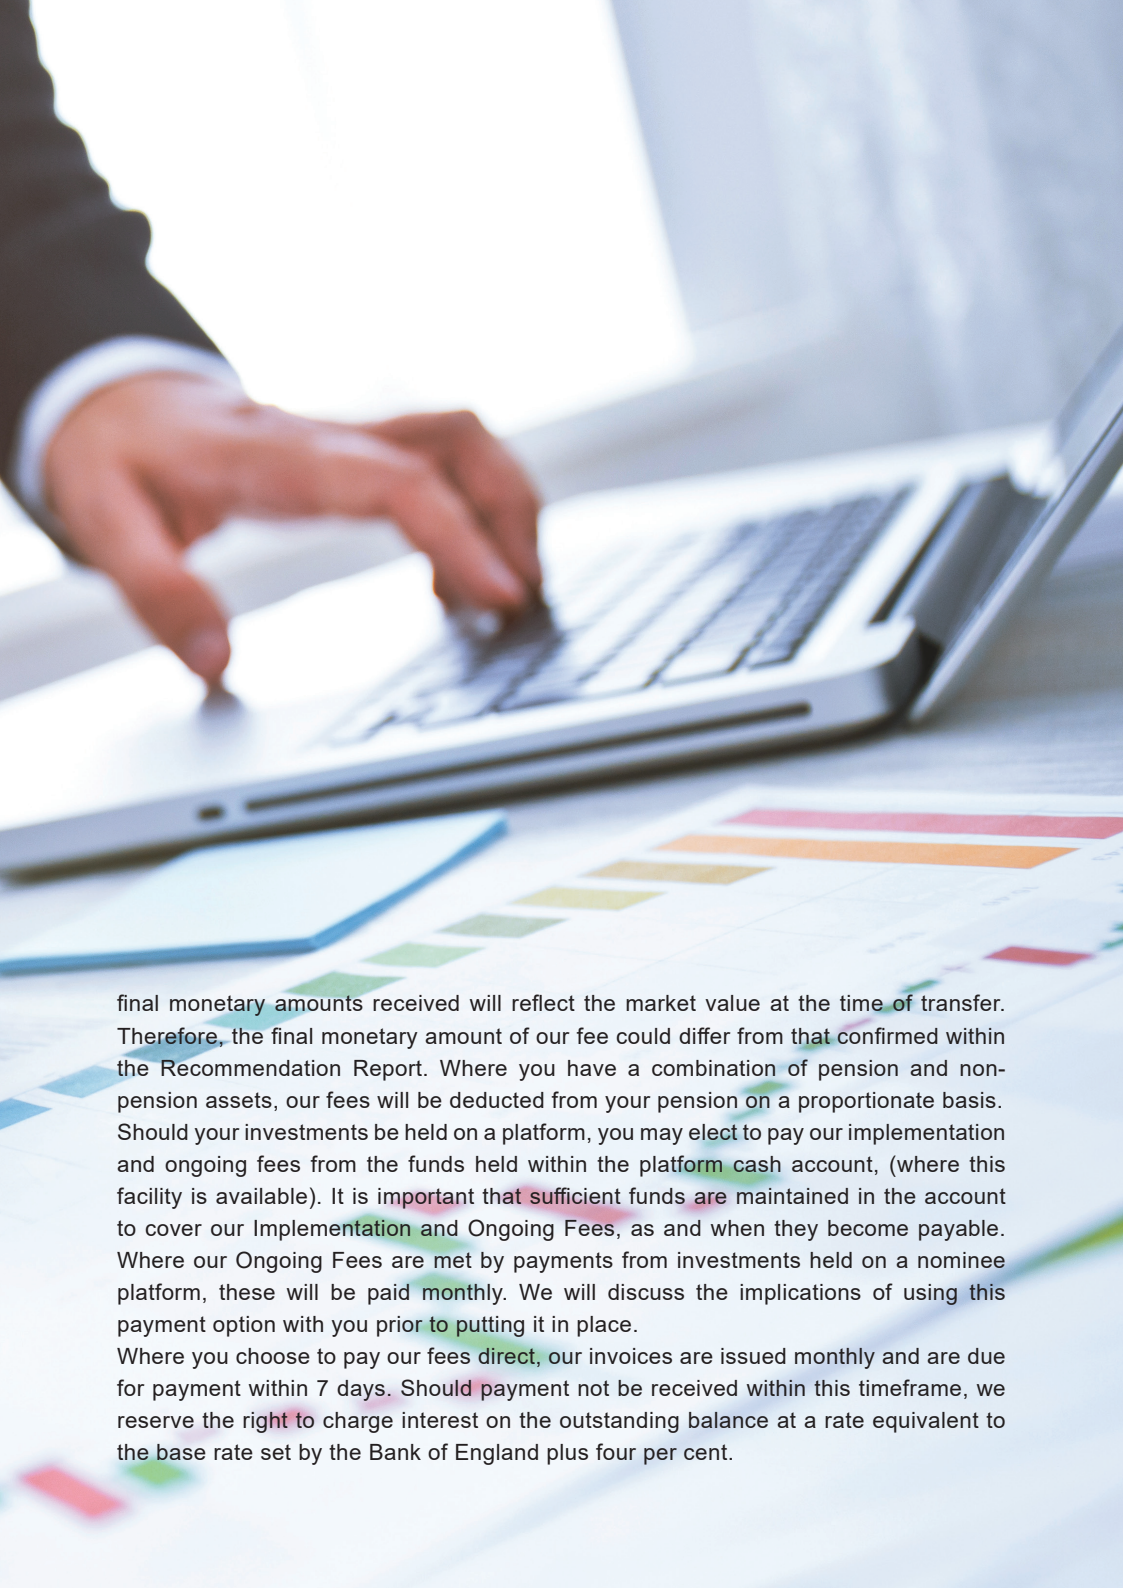 final monetary amounts received will reflect the market value at the time of transfer.
Therefore, the final monetary amount of our fee could differ from that confirmed within
the Recommendation Report. Where you have a combination of pension and non-
pension assets, our fees will be deducted from your pension on a proportionate basis.
Should your investments be held on a platform, you may elect to pay our implementation
and ongoing fees from the funds held within the platform cash account, (where this
facility is available). It is important that sufficient funds are maintained in the account
to cover our Implementation and Ongoing Fees, as and when they become payable.
Where our Ongoing Fees are met by payments from investments held on a nominee
platform, these will be paid monthly. We will discuss the implications of using this
payment option with you prior to putting it in place.
Where you choose to pay our fees direct, our invoices are issued monthly and are due
for payment within 7 days. Should payment not be received within this timeframe, we
reserve the right to charge interest on the outstanding balance at a rate equivalent to
the base rate set by the Bank of England plus four per cent.